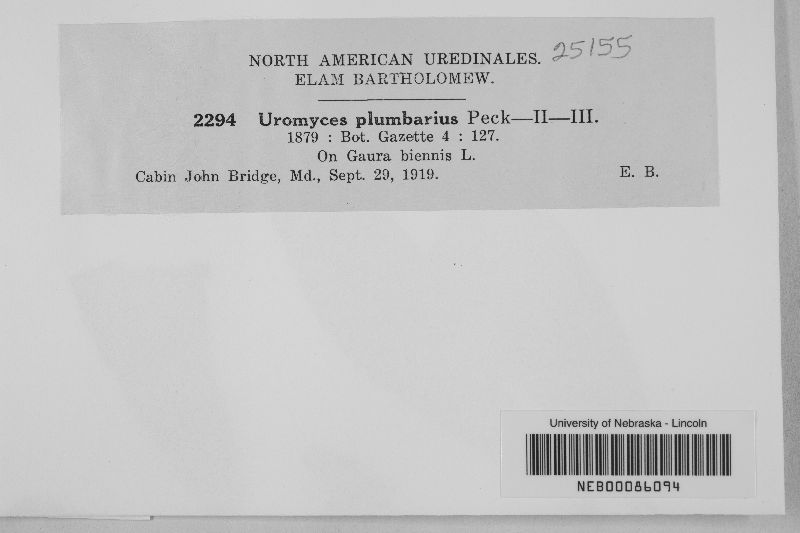 NORTH AMERICAN UREDINALES. 25155
ELAM BARTHOLOMEW.
2294 Uromyces plumbarius Peck—II—III.
1879 : Bot. Gazette 4 : 127.
On Gaura biennis L.
Cabin John Bridge, Md., Sept. 29, 1919. E. B.
University of Nebraska - Lincoln
NEB00086094